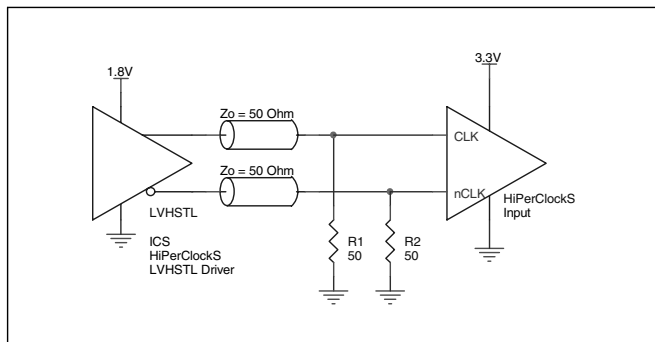 1.8V
3.3V
Zo = 50 Ohm
CLK
Zo = 50 Ohm
nCLK
HiPerClockS
Input
LVHSTL
ICS
HiPerClockS
LVHSTL Driver
R1
50
R2
50